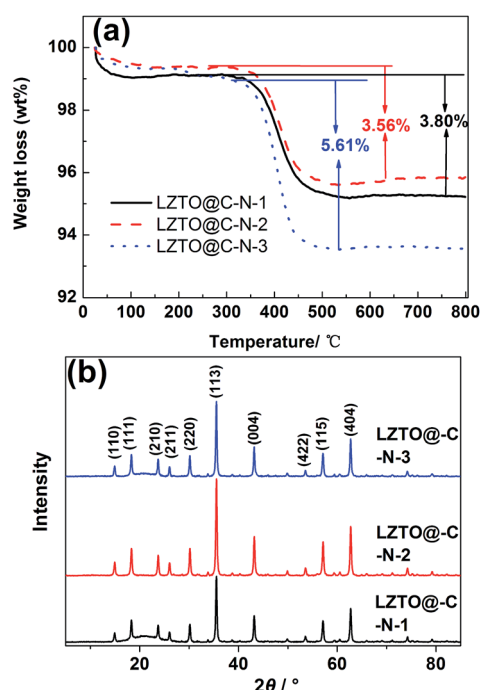 (a)
100
98
96
94
92
Weight loss (wt%)
5.61%
3.56%
3.80%
LZTO@C-N-1
LZTO@C-N-2
LZTO@C-N-3
0 100 200 300 400 500 600 700 800
Temperature/ ℃
(b)
Intensity
(110)
(111)
(210)
(211)
(220)
(113)
(004)
(422)
(115)
(404)
LZTO@-C
-N-3
LZTO@-C
-N-2
LZTO@-C
-N-1
20 40 60 80
2θ / °